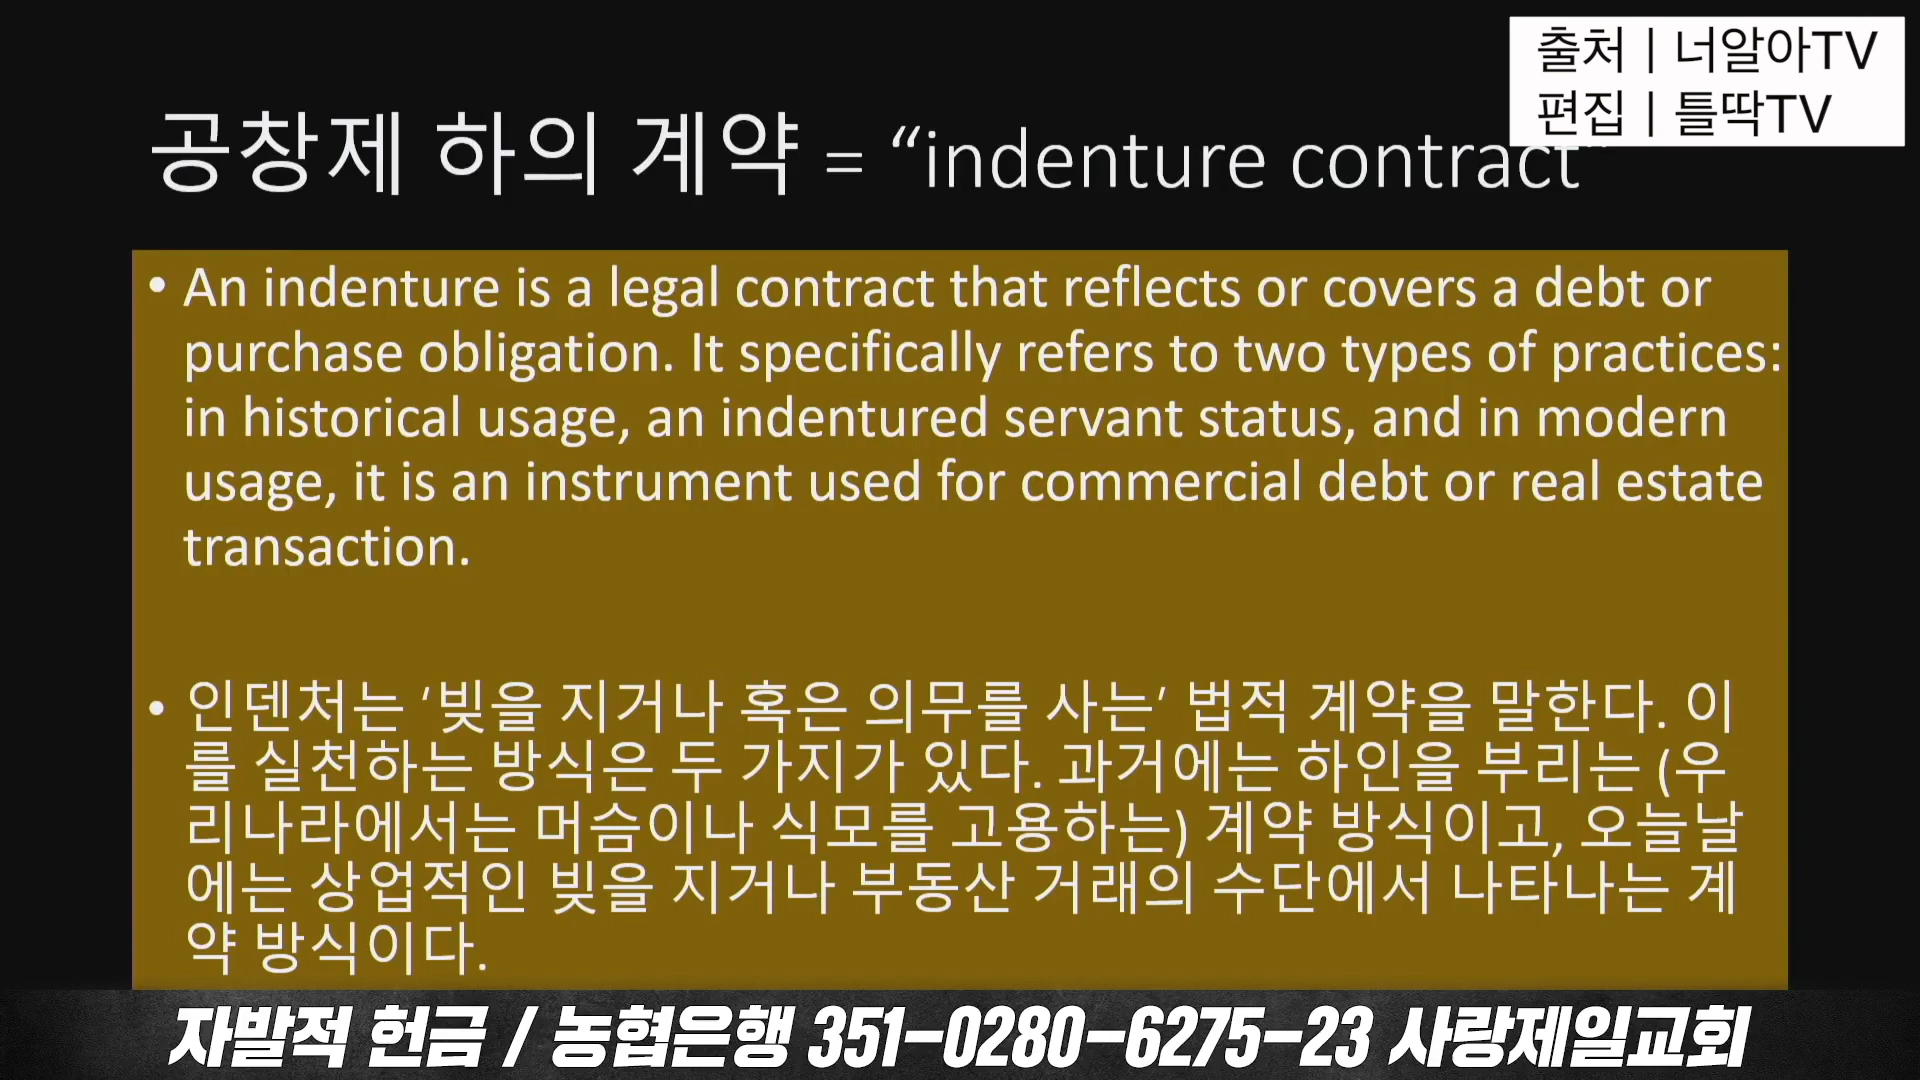 출처 | 너알아TV
편집 | 틀딱TV
공창제 하의 계약 = “indenture contract”
• An indenture is a legal contract that reflects or covers a debt or
purchase obligation. It specifically refers to two types of practices:
in historical usage, an indentured servant status, and in modern
usage, it is an instrument used for commercial debt or real estate
transaction.
• 인덴처는 ‘빚을 지거나 혹은 의무를 사는’ 법적 계약을 말한다. 이
를 실천하는 방식은 두 가지가 있다. 과거에는 하인을 부리는 (우
리나라에서는 머슴이나 식모를 고용하는) 계약 방식이고, 오늘날
에는 상업적인 빚을 지거나 부동산 거래의 수단에서 나타나는 계
약 방식이다.
자발적 헌금 / 농협은행 351-0280-6275-23 사랑제일교회